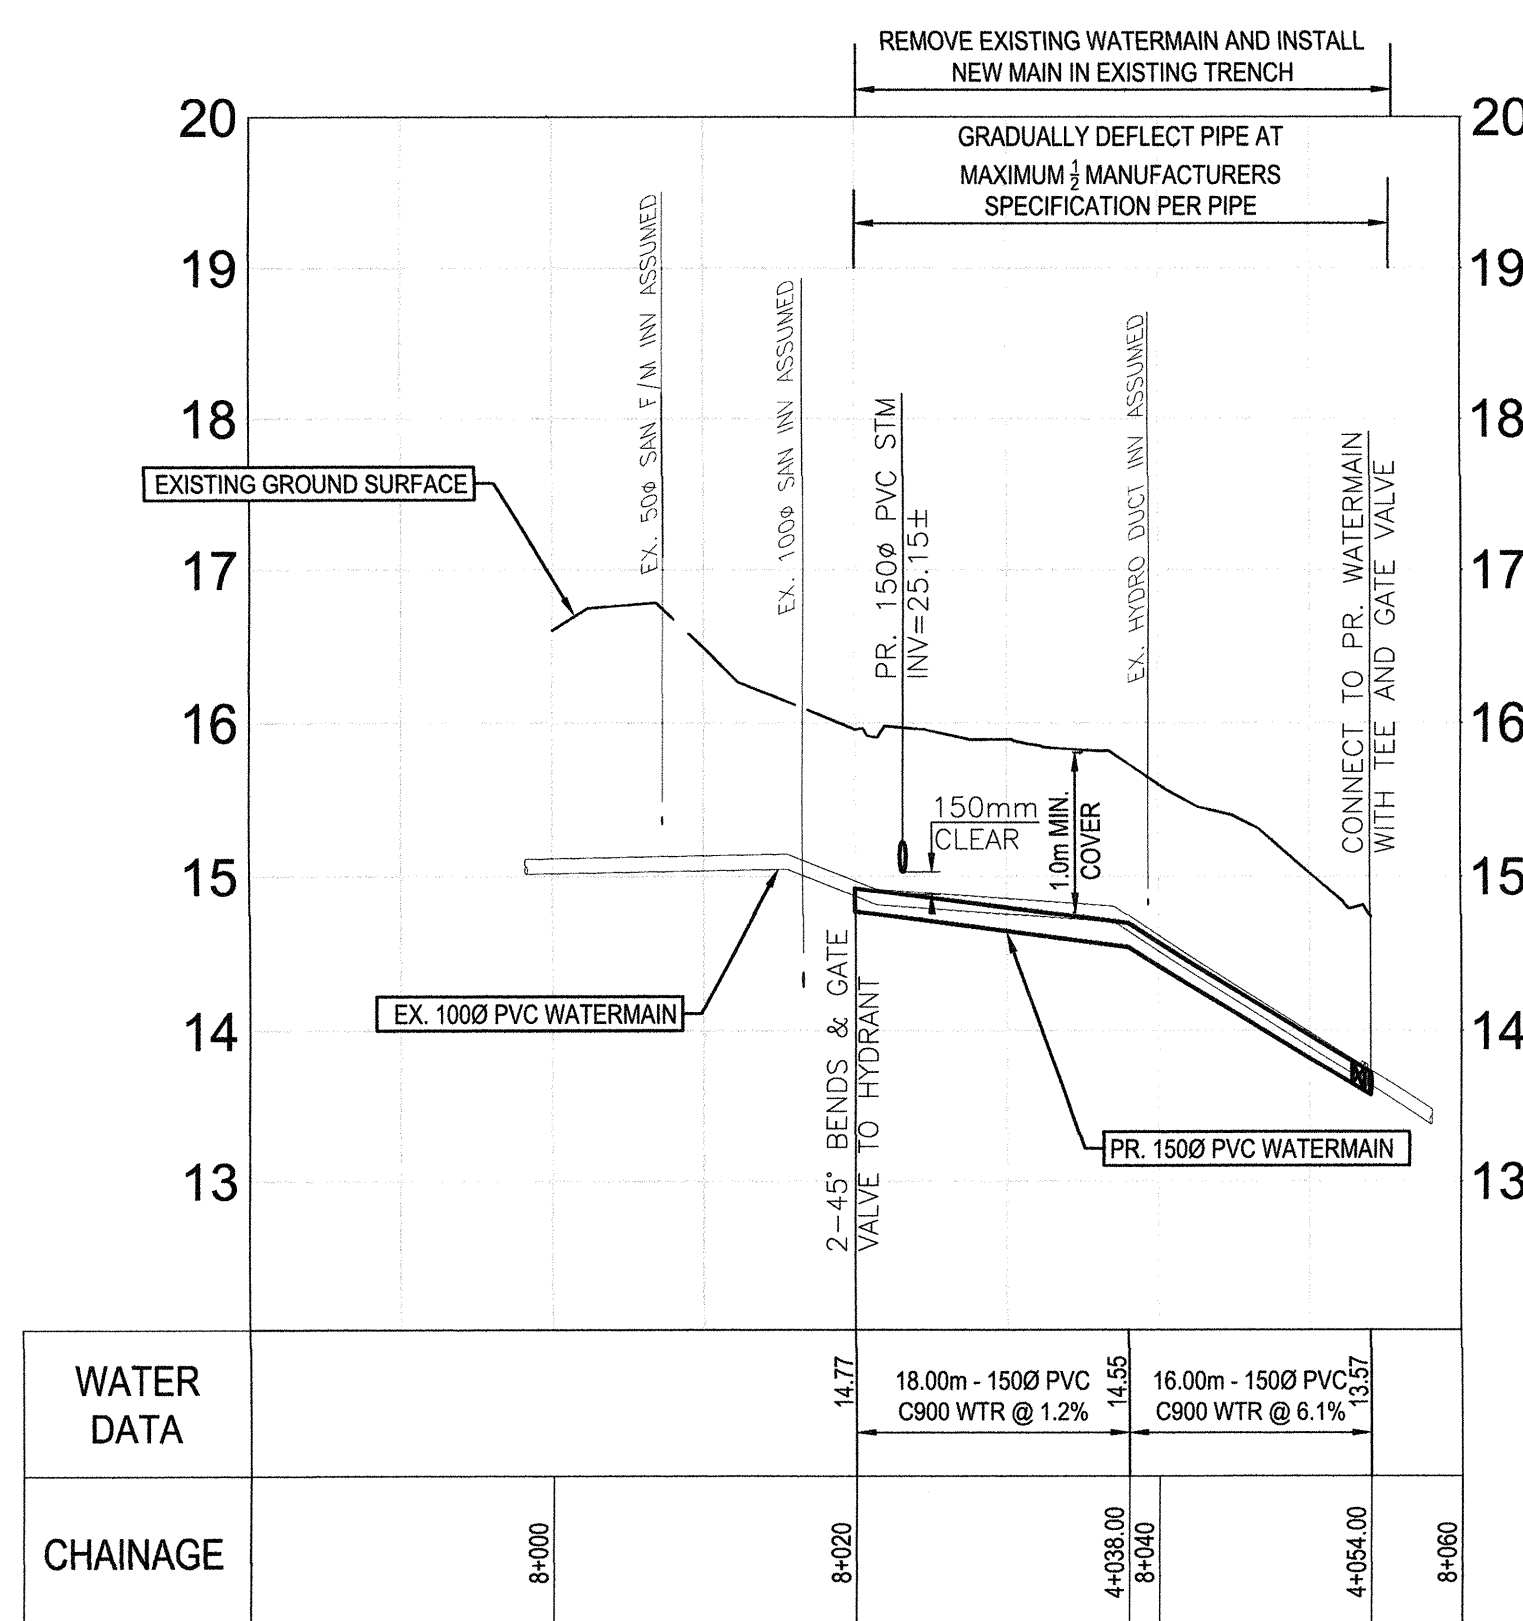 REMOVE EXISTING WATERMAIN AND INSTALL
NEW MAIN IN EXISTING TRENCH
GRADUALLY DEFLECT PIPE AT
MAXIMUM ½ MANUFACTURERS
SPECIFICATION PER PIPE
20
19
18
17
16
15
14
13
20
19
18
17
16
15
14
13
EX. 50ø SAN F/M INV ASSUMED
EX. 100ø SAN INV ASSUMED
PR. 150ø PVC STM
INV=25.15±
EX. HYDRO DUCT INV ASSUMED
CONNECT TO PR. WATERMAIN
WITH TEE AND GATE VALVE
EXISTING GROUND SURFACE
150mm
CLEAR
1.0m MIN.
COVER
EX. 100Ø PVC WATERMAIN
2-45° BENDS & GATE
VALVE TO HYDRANT
PR. 150Ø PVC WATERMAIN
WATER
DATA
14.77
18.00m - 150Ø PVC
C900 WTR @ 1.2%
14.55
16.00m - 150Ø PVC
C900 WTR @ 6.1%
13.57
CHAINAGE
8+000
8+020
4+038.00
8+040
4+054.00
8+060